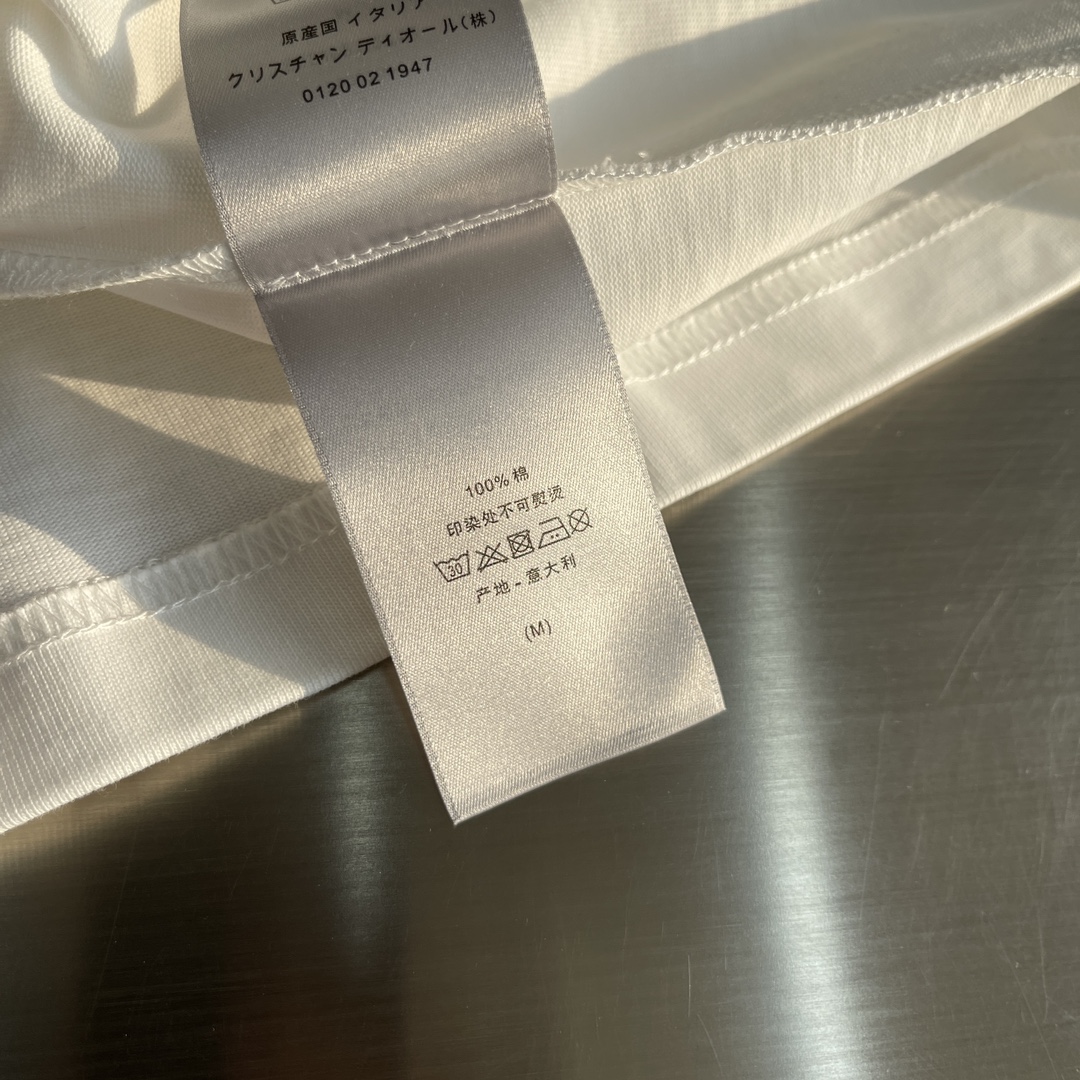 原産国 イタリア
クリスチャン ディオール(株)
0120 02 1947
100% 棉
印染处不可熨烫
30
产地 - 意大利
(M)